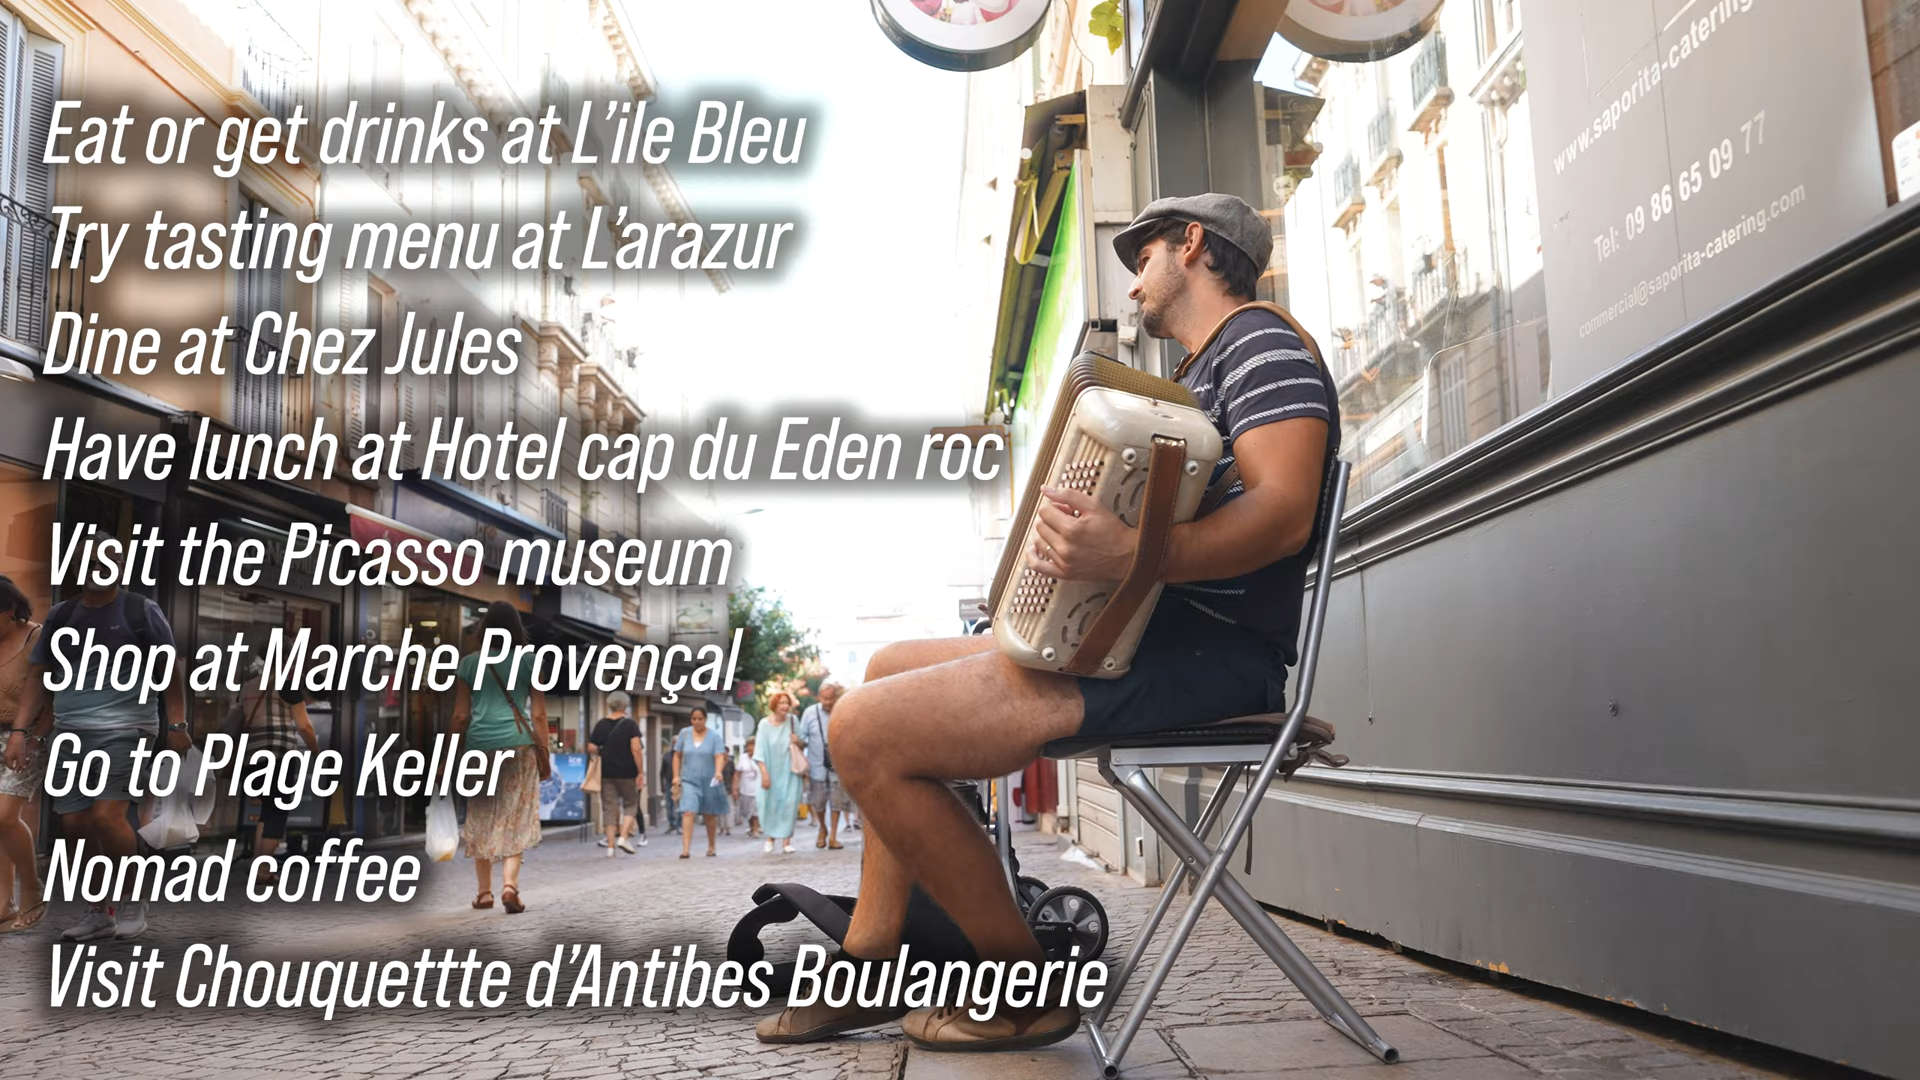 Eat or get drinks at L’ile Bleu
Try tasting menu at L’arazur
Dine at Chez Jules
Have lunch at Hotel cap du Eden roc
Visit the Picasso museum
Shop at Marche Provençal
Go to Plage Keller
Nomad coffee
Visit Chouquettte d’Antibes Boulangerie
www.saporita-catering
Tel: 09 86 65 09 77
commercial@saporita-catering.com